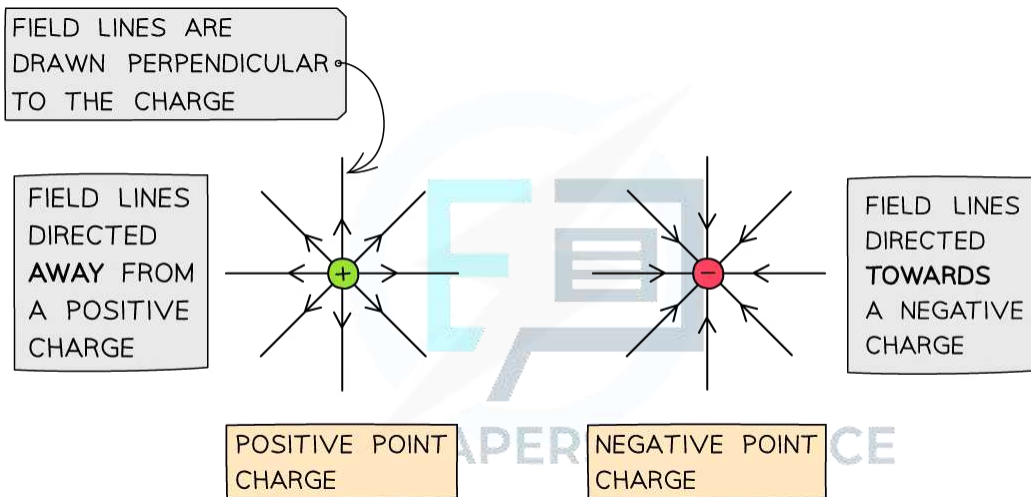 FIELD LINES ARE
DRAWN PERPENDICULAR
TO THE CHARGE
FIELD LINES
DIRECTED
AWAY FROM
A POSITIVE
CHARGE
+
−
FIELD LINES
DIRECTED
TOWARDS
A NEGATIVE
CHARGE
POSITIVE POINT
CHARGE
NEGATIVE POINT
CHARGE